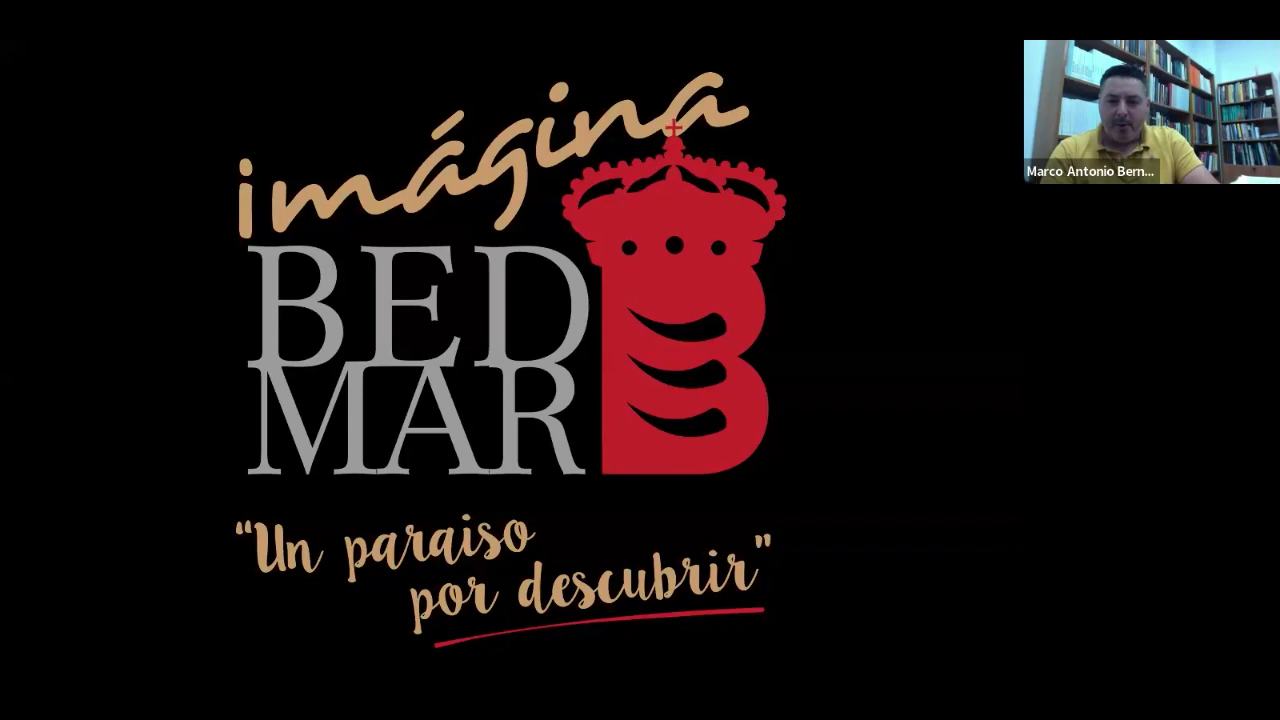 imágina
BED
MAR
“Un paraiso
por descubrir”
Marco Antonio Bern...